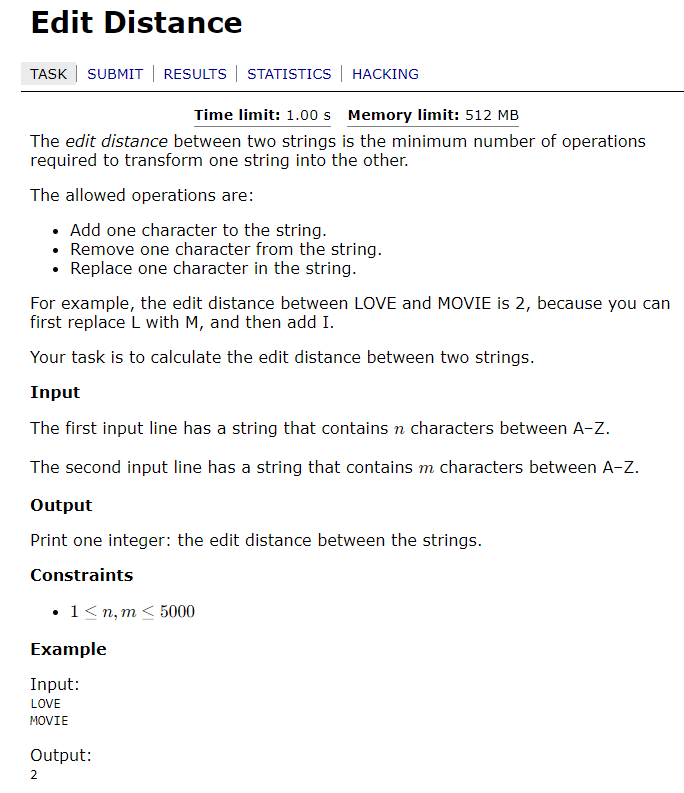 Edit Distance
TASK | SUBMIT | RESULTS | STATISTICS | HACKING
Time limit: 1.00 s Memory limit: 512 MB
The edit distance between two strings is the minimum number of operations
required to transform one string into the other.
The allowed operations are:
• Add one character to the string.
• Remove one character from the string.
• Replace one character in the string.
For example, the edit distance between LOVE and MOVIE is 2, because you can
first replace L with M, and then add I.
Your task is to calculate the edit distance between two strings.
Input
The first input line has a string that contains n characters between A–Z.
The second input line has a string that contains m characters between A–Z.
Output
Print one integer: the edit distance between the strings.
Constraints
• 1 ≤ n, m ≤ 5000
Example
Input:
LOVE
MOVIE
Output:
2